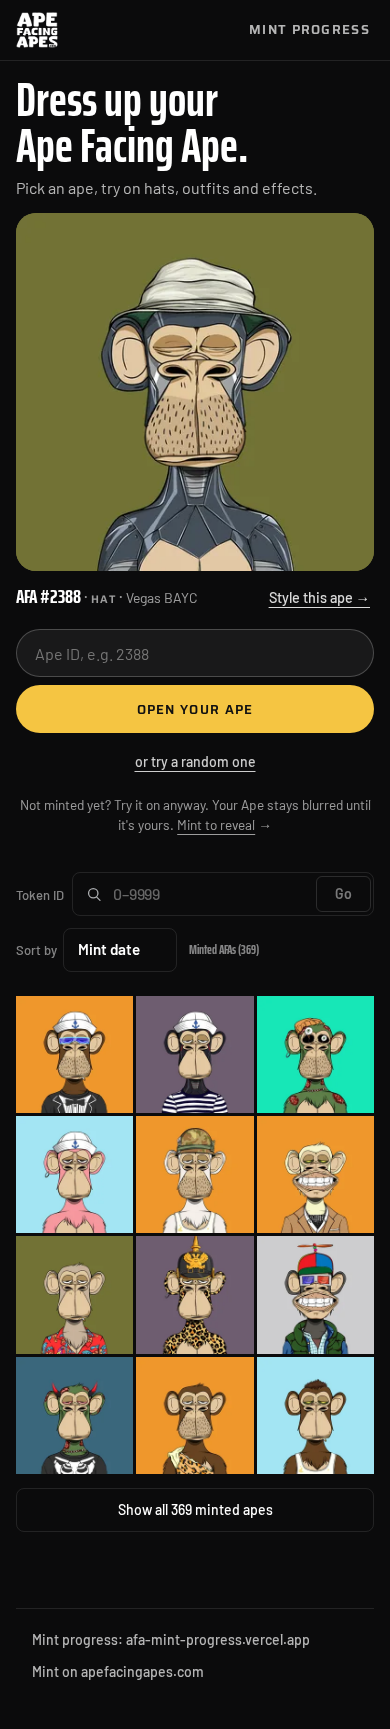 APE
FACING
APES
MINT PROGRESS
Dress up your
Ape Facing Ape.
Pick an ape, try on hats, outfits and effects.
AFA #2388 · HAT · Vegas BAYC
Style this ape →
Ape ID, e.g. 2388
OPEN YOUR APE
or try a random one
Not minted yet? Try it on anyway. Your Ape stays blurred until
it's yours. Mint to reveal →
Token ID
0–9999
Go
Sort by
Mint date
Minted AFAs (369)
Show all 369 minted apes
Mint progress: afa-mint-progress.vercel.app
Mint on apefacingapes.com